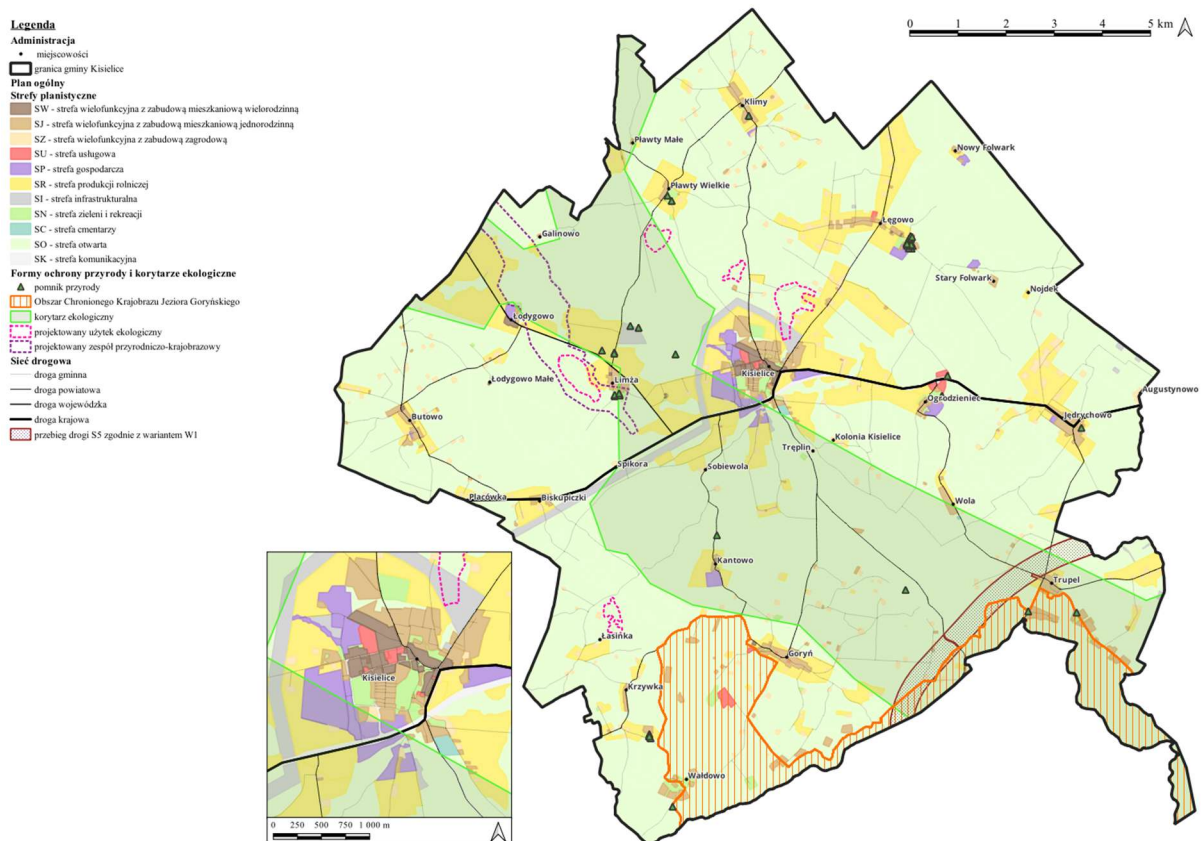 Legenda
Administracja
miejscowości
granica gminy Kisielice
Plan ogólny
Strefy planistyczne
SW - strefa wielofunkcyjna z zabudową mieszkaniową wielorodzinną
SJ - strefa wielofunkcyjna z zabudową mieszkaniową jednorodzinną
SZ - strefa wielofunkcyjna z zabudową zagrodową
SU - strefa usługowa
SP - strefa gospodarcza
SR - strefa produkcji rolniczej
SI - strefa infrastrukturalna
SN - strefa zieleni i rekreacji
SC - strefa cmentarzy
SO - strefa otwarta
SK - strefa komunikacyjna
Formy ochrony przyrody i korytarze ekologiczne
pomnik przyrody
Obszar Chronionego Krajobrazu Jeziora Goryńskiego
korytarz ekologiczny
projektowany użytek ekologiczny
projektowany zespół przyrodniczo-krajobrazowy
Sieć drogowa
droga gminna
droga powiatowa
droga wojewódzka
droga krajowa
przebieg drogi S5 zgodnie z wariantem W1
0 1 2 3 4 5 km
Klimy
Pławty Małe
Nowy Folwark
Pławty Wielkie
Łęgowo
Galinowo
Stary Folwark
Nojdek
Łodygowo
Kisielice
Łodygowo Małe
Limża
Augustynowo
Ogrodzieniec
Butowo
Jędrychowo
Kolonia Kisielice
Tręplin
Spikora
Sobiewola
Placówka
Biskupiczki
Wola
Kantowo
Trupel
Łasińka
Goryń
Krzywka
Wałdowo
Kisielice
0 250 500 750 1 000 m